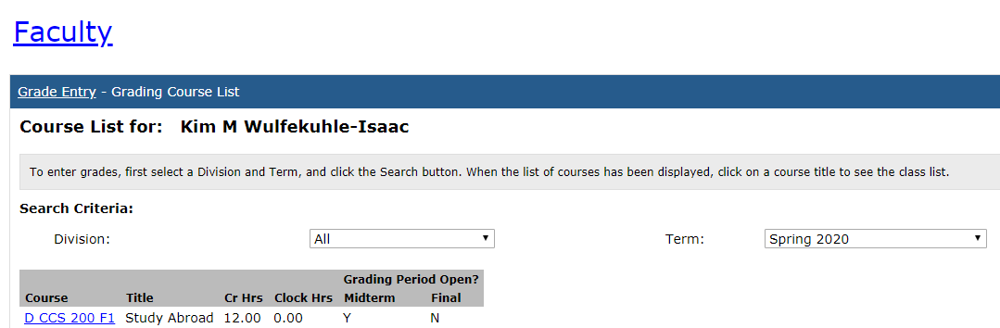 Faculty
Grade Entry - Grading Course List
Course List for: Kim M Wulfekuhle-Isaac
To enter grades, first select a Division and Term, and click the Search button. When the list of courses has been displayed, click on a course title to see the class list.
Search Criteria:
Division: All Term: Spring 2020
Grading Period Open?
Course Title Cr Hrs Clock Hrs Midterm Final
D CCS 200 F1 Study Abroad 12.00 0.00 Y N